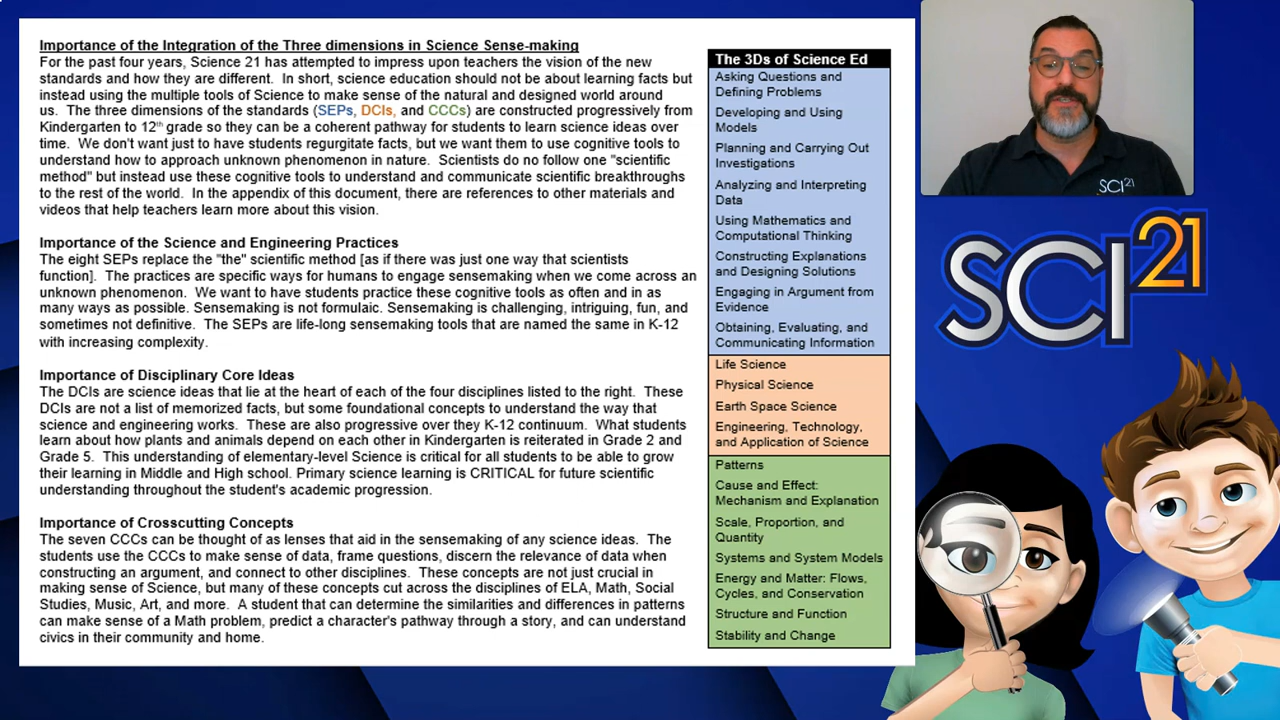 Importance of the Integration of the Three dimensions in Science Sense-making
For the past four years, Science 21 has attempted to impress upon teachers the vision of the new
standards and how they are different. In short, science education should not be about learning facts but
instead using the multiple tools of Science to make sense of the natural and designed world around
us. The three dimensions of the standards (SEPs, DCIs, and CCCs) are constructed progressively from
Kindergarten to 12th grade so they can be a coherent pathway for students to learn science ideas over
time. We don't want just to have students regurgitate facts, but we want them to use cognitive tools to
understand how to approach unknown phenomenon in nature. Scientists do no follow one "scientific
method" but instead use these cognitive tools to understand and communicate scientific breakthroughs
to the rest of the world. In the appendix of this document, there are references to other materials and
videos that help teachers learn more about this vision.
Importance of the Science and Engineering Practices
The eight SEPs replace the "the" scientific method [as if there was just one way that scientists
function]. The practices are specific ways for humans to engage sensemaking when we come across an
unknown phenomenon. We want to have students practice these cognitive tools as often and in as
many ways as possible. Sensemaking is not formulaic. Sensemaking is challenging, intriguing, fun, and
sometimes not definitive. The SEPs are life-long sensemaking tools that are named the same in K-12
with increasing complexity.
Importance of Disciplinary Core Ideas
The DCIs are science ideas that lie at the heart of each of the four disciplines listed to the right. These
DCIs are not a list of memorized facts, but some foundational concepts to understand the way that
science and engineering works. These are also progressive over they K-12 continuum. What students
learn about how plants and animals depend on each other in Kindergarten is reiterated in Grade 2 and
Grade 5. This understanding of elementary-level Science is critical for all students to be able to grow
their learning in Middle and High school. Primary science learning is CRITICAL for future scientific
understanding throughout the student's academic progression.
Importance of Crosscutting Concepts
The seven CCCs can be thought of as lenses that aid in the sensemaking of any science ideas. The
students use the CCCs to make sense of data, frame questions, discern the relevance of data when
constructing an argument, and connect to other disciplines. These concepts are not just crucial in
making sense of Science, but many of these concepts cut across the disciplines of ELA, Math, Social
Studies, Music, Art, and more. A student that can determine the similarities and differences in patterns
can make sense of a Math problem, predict a character's pathway through a story, and can understand
civics in their community and home.
The 3Ds of Science Ed
Asking Questions and
Defining Problems
Developing and Using
Models
Planning and Carrying Out
Investigations
Analyzing and Interpreting
Data
Using Mathematics and
Computational Thinking
Constructing Explanations
and Designing Solutions
Engaging in Argument from
Evidence
Obtaining, Evaluating, and
Communicating Information
Life Science
Physical Science
Earth Space Science
Engineering, Technology,
and Application of Science
Patterns
Cause and Effect:
Mechanism and Explanation
Scale, Proportion, and
Quantity
Systems and System Models
Energy and Matter: Flows,
Cycles, and Conservation
Structure and Function
Stability and Change
SCI21
SCI21